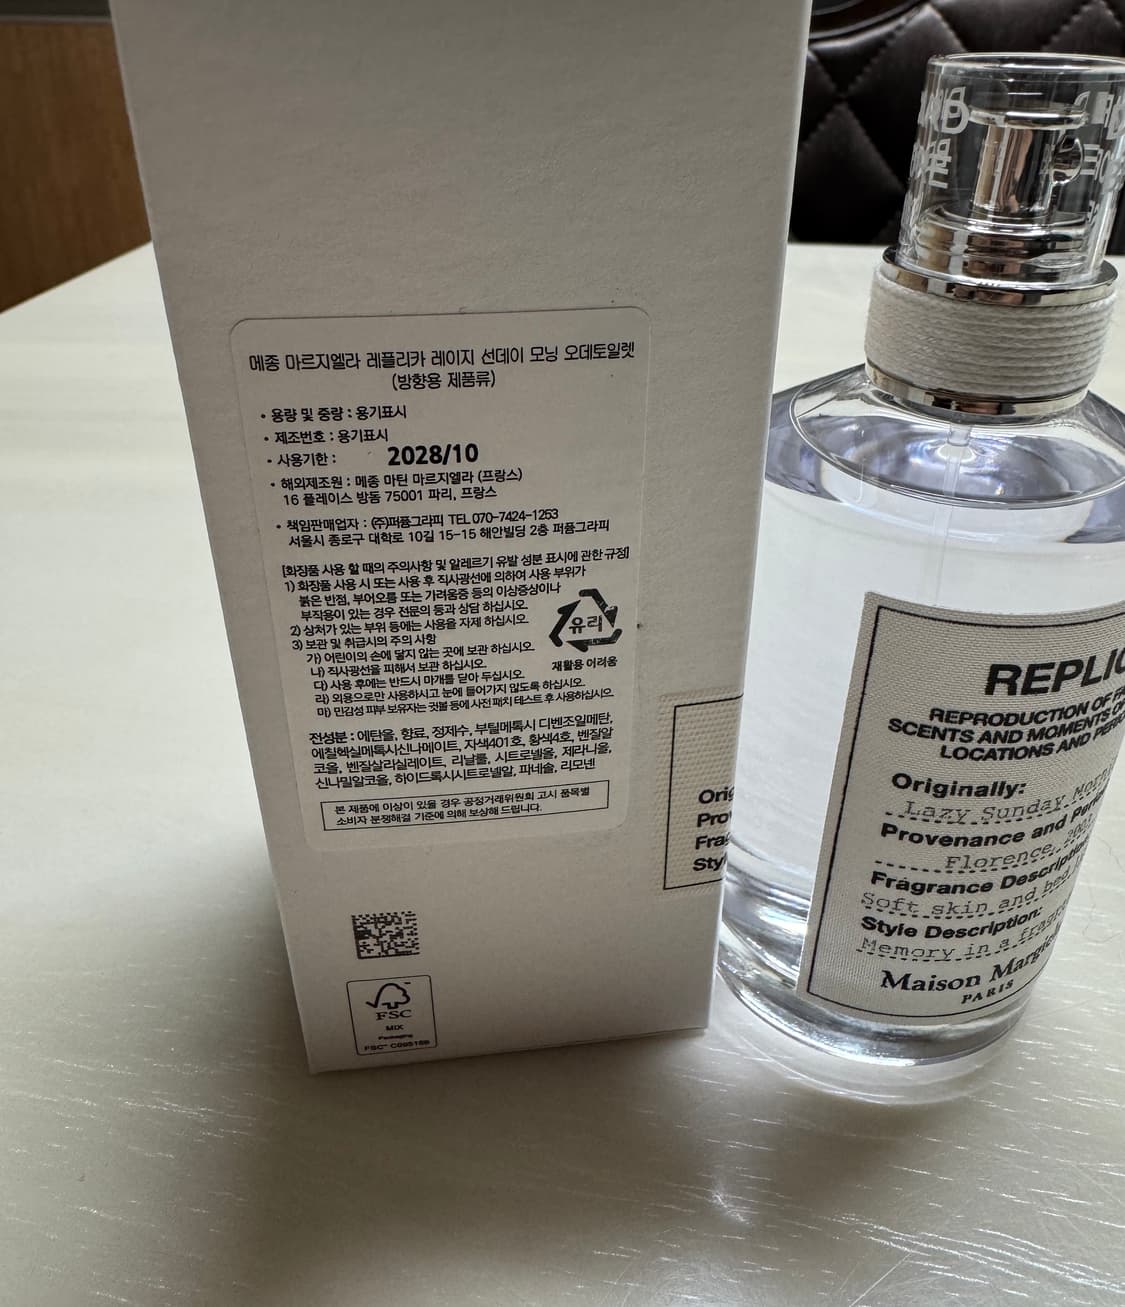 메종 마르지엘라 레플리카 레이지 선데이 모닝 오데토일렛
(방향용 제품류)
• 용량 및 중량 : 용기표시
• 제조번호 : 용기표시
• 사용기한 : 2028/10
• 해외제조원 : 메종 마틴 마르지엘라 (프랑스)
16 플레이스 방동 75001 파리, 프랑스
• 책임판매업자 : ㈜퍼퓸그라피 TEL 070-7424-1253
서울시 종로구 대학로 10길 15-15 해안빌딩 2층 퍼퓸그라피
[화장품 사용 할 때의 주의사항 및 알레르기 유발 성분 표시에 관한 규정]
1) 화장품 사용 시 또는 사용 후 직사광선에 의하여 사용 부위가
붉은 반점, 부어오름 또는 가려움증 등의 이상증상이나
부작용이 있는 경우 전문의 등과 상담 하십시오.
2) 상처가 있는 부위 등에는 사용을 자제 하십시오.
3) 보관 및 취급시의 주의 사항
가) 어린이의 손에 닿지 않는 곳에 보관 하십시오.
나) 직사광선을 피해서 보관 하십시오.
다) 사용 후에는 반드시 마개를 닫아 두십시오.
라) 외용으로만 사용하시고 눈에 들어가지 않도록 하십시오.
마) 민감성 피부 보유자는 귓볼 등에 사전 패치 테스트 후 사용하십시오.
유리
재활용 어려움
전성분 : 에탄올, 향료, 정제수, 부틸메톡시 디벤조일메탄,
에칠헥실메톡시신나메이트, 자색401호, 황색4호, 벤질알
코올, 벤질살리실레이트, 리날룰, 시트로넬올, 제라니올,
신나밀알코올, 하이드록시시트로넬알, 파네솔, 리모넨
본 제품에 이상이 있을 경우 공정거래위원회 고시 품목별
소비자 분쟁해결 기준에 의해 보상해 드립니다.
FSC
MIX
Packaging
FSC™ C095169
Orig
Prov
Frag
Styl
REPLIC
REPRODUCTION OF FA
SCENTS AND MOMENTS OF
LOCATIONS AND PERIO
Originally:
Lazy Sunday Morni
Provenance and Period
Florence, 2003
Fragrance Description
Soft skin and bed
Style Description:
Memory in a fragra
Maison Margiela
PARIS